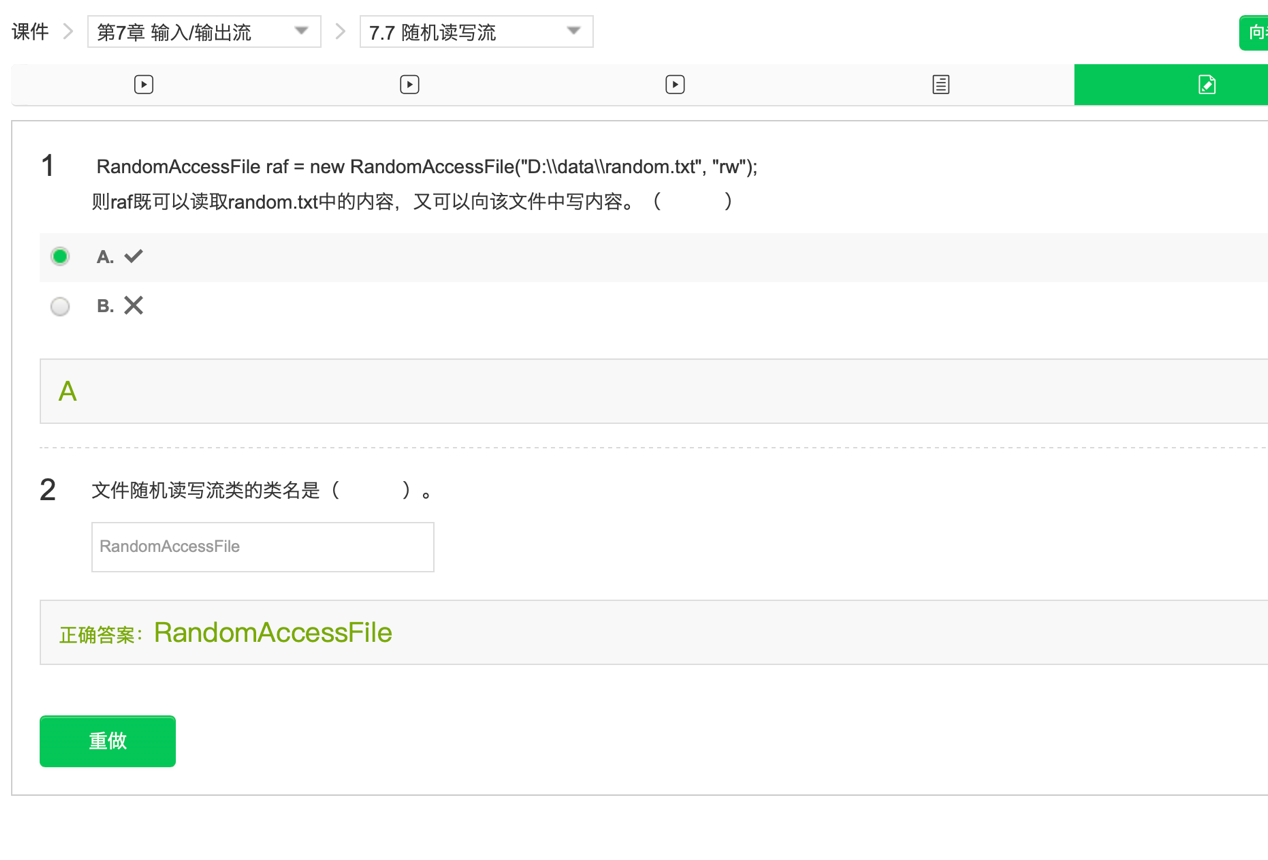 课件 第7章 输入/输出流 7.7 随机读写流
向
1 RandomAccessFile raf = new RandomAccessFile("D:\\data\\random.txt", "rw");
则raf既可以读取random.txt中的内容，又可以向该文件中写内容。（ ）
A.
B.
A
2 文件随机读写流类的类名是（ ）。
RandomAccessFile
正确答案：RandomAccessFile
重做